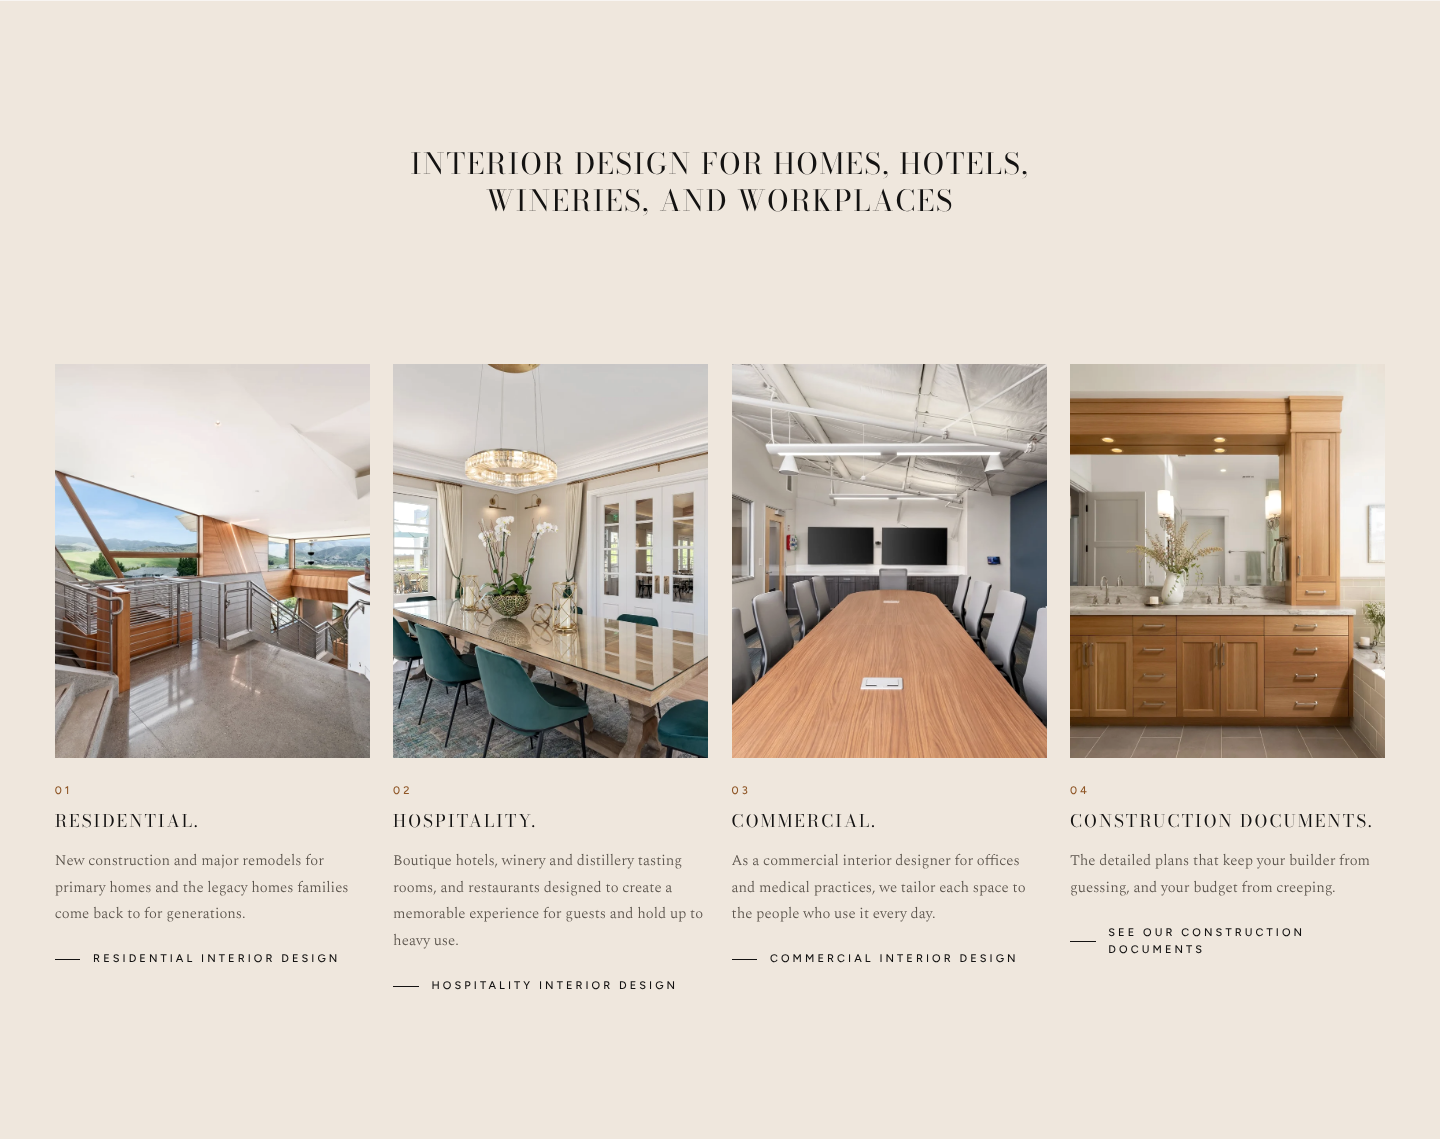 INTERIOR DESIGN FOR HOMES, HOTELS,
WINERIES, AND WORKPLACES
01
RESIDENTIAL.
New construction and major remodels for
primary homes and the legacy homes families
come back to for generations.
RESIDENTIAL INTERIOR DESIGN
02
HOSPITALITY.
Boutique hotels, winery and distillery tasting
rooms, and restaurants designed to create a
memorable experience for guests and hold up to
heavy use.
HOSPITALITY INTERIOR DESIGN
03
COMMERCIAL.
As a commercial interior designer for offices
and medical practices, we tailor each space to
the people who use it every day.
COMMERCIAL INTERIOR DESIGN
04
CONSTRUCTION DOCUMENTS.
The detailed plans that keep your builder from
guessing, and your budget from creeping.
SEE OUR CONSTRUCTION
DOCUMENTS